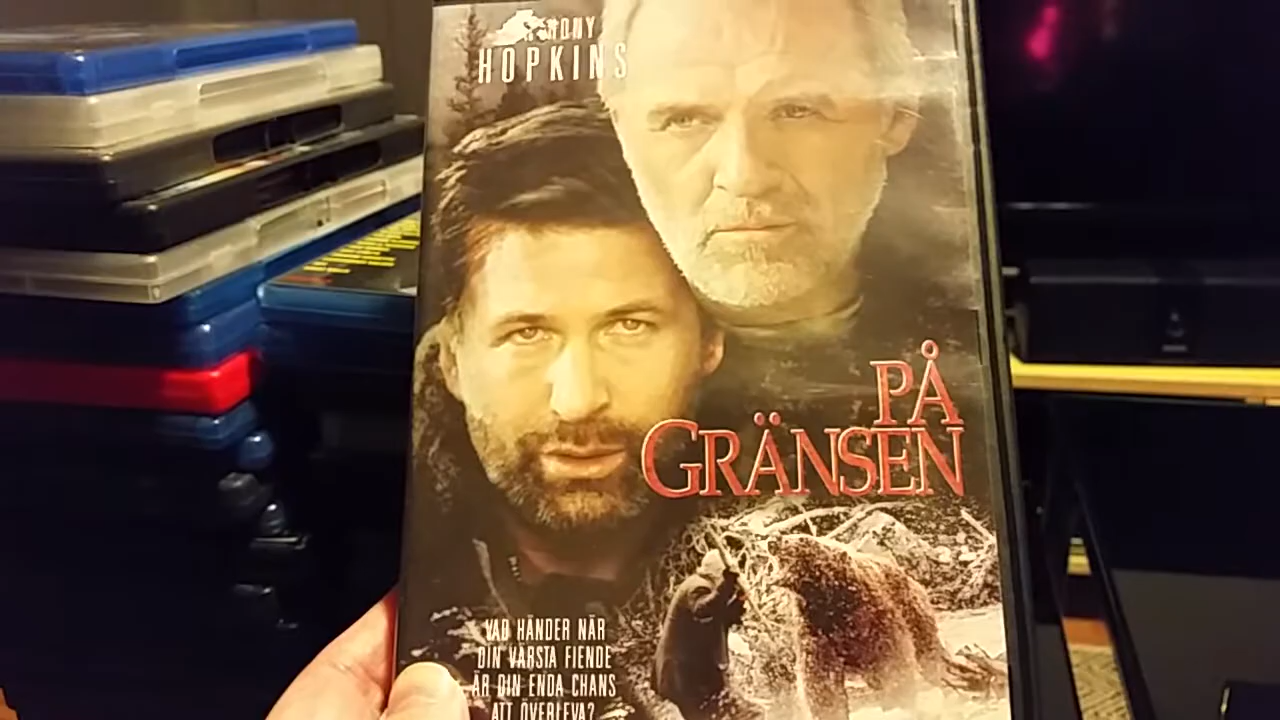 HOPKINS
PÅ
GRÄNSEN
VAD HÄNDER NÄR
DIN VÄRSTA FIENDE
ÄR DIN ENDA CHANS
ATT ÖVERLEVA?